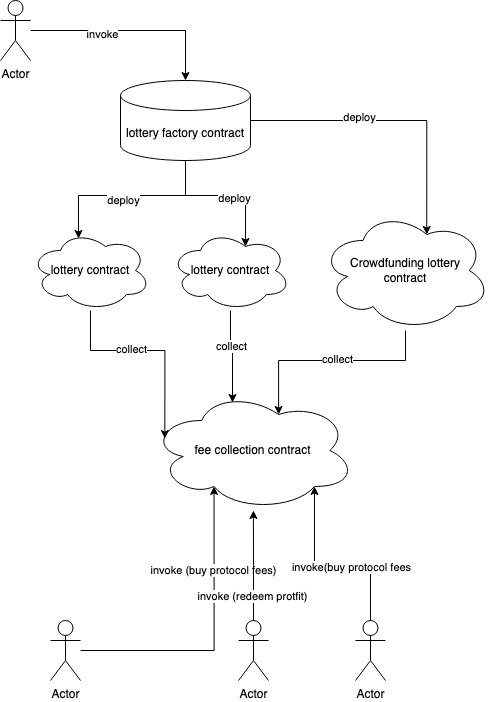 invoke
Actor
deploy
lottery factory contract
deploy
deploy
lottery contract
lottery contract
Crowdfunding lottery
contract
collect
collect
collect
fee collection contract
invoke (buy protocol fees)
invoke(buy protocol fees
invoke (redeem protfit)
Actor
Actor
Actor